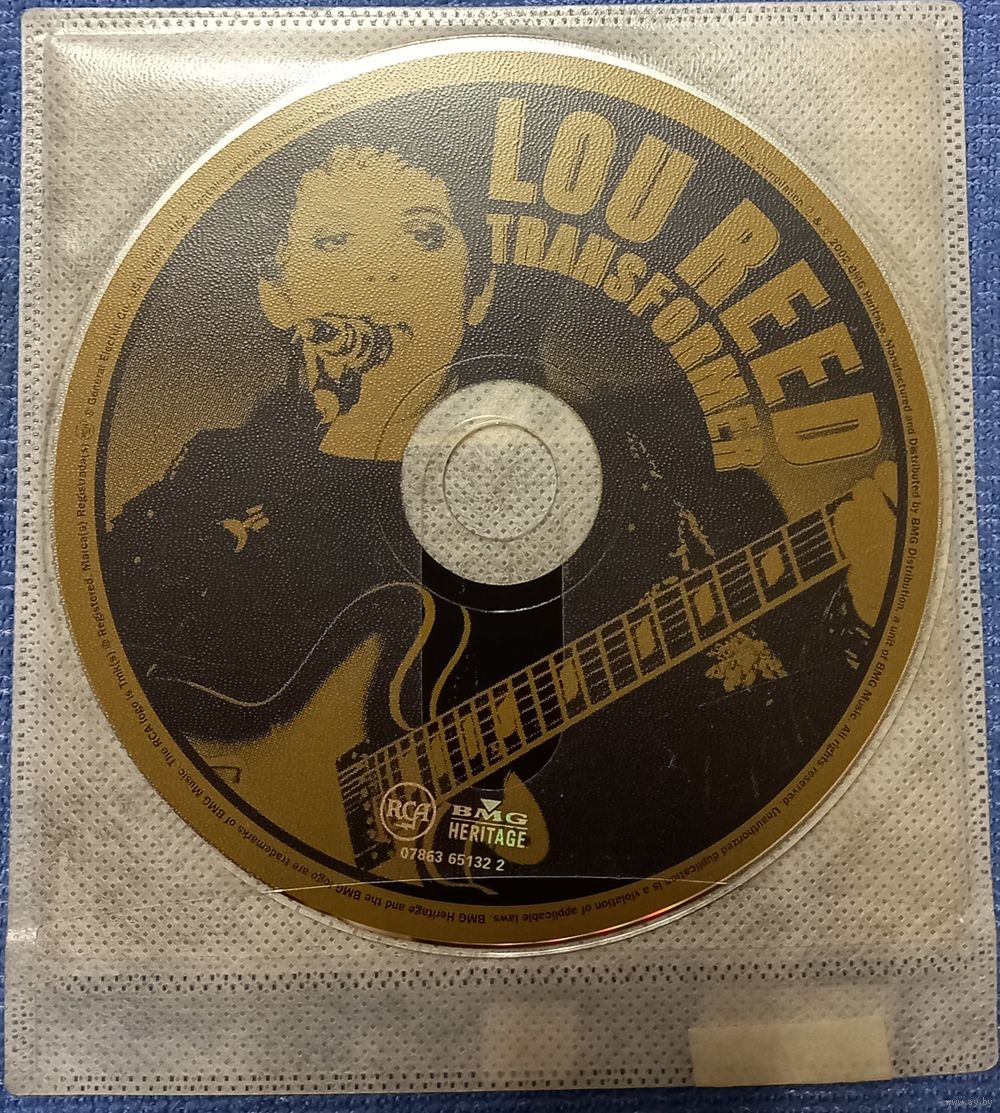 LOU REED
TRANSFORMER
RCA
BMG
HERITAGE
07863 65132 2
Compilation ℗ & © 2002 BMG Heritage. Manufactured and Distributed by BMG Distribution, a unit of BMG Music. All rights reserved. Unauthorized duplication is a violation of applicable laws. BMG Heritage and the BMG logo are trademarks of BMG Music. The RCA logo is Tmk(s) ® Registered. Marca(s) Registrada(s) ® General Electric Co., USA
www.ay.by